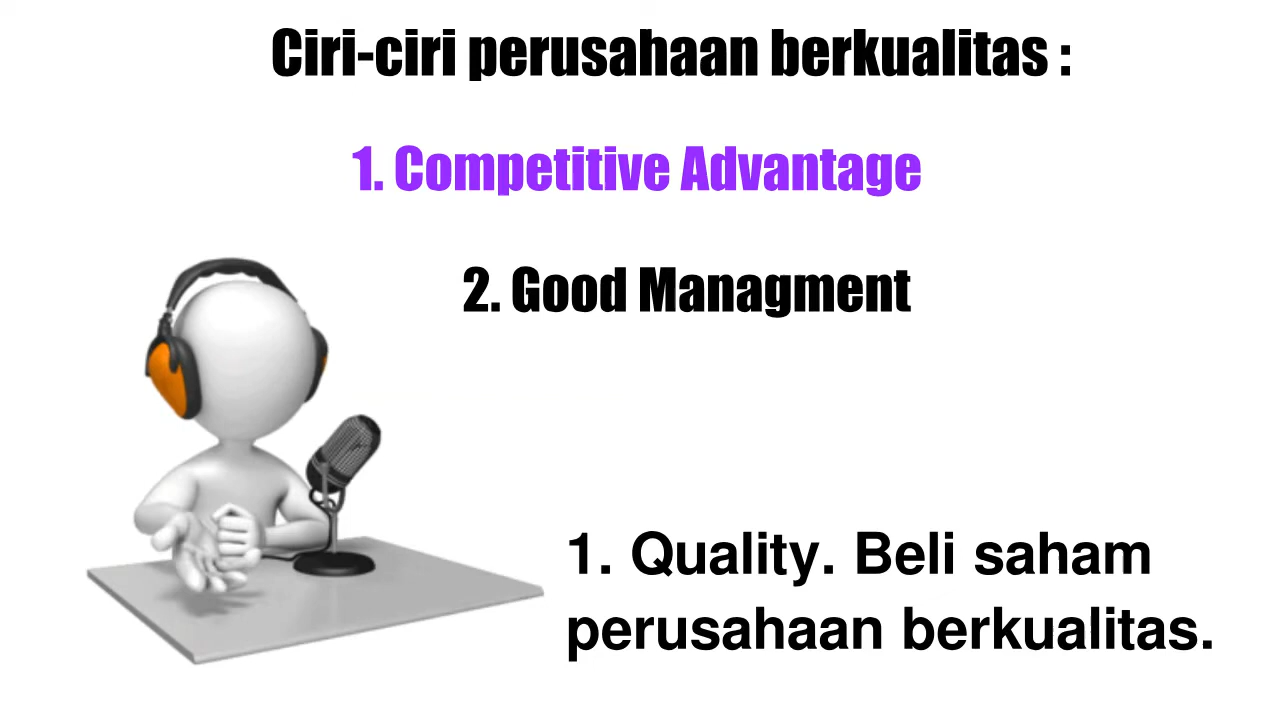 Ciri-ciri perusahaan berkualitas :
1. Competitive Advantage
2. Good Managment
1. Quality. Beli saham
perusahaan berkualitas.